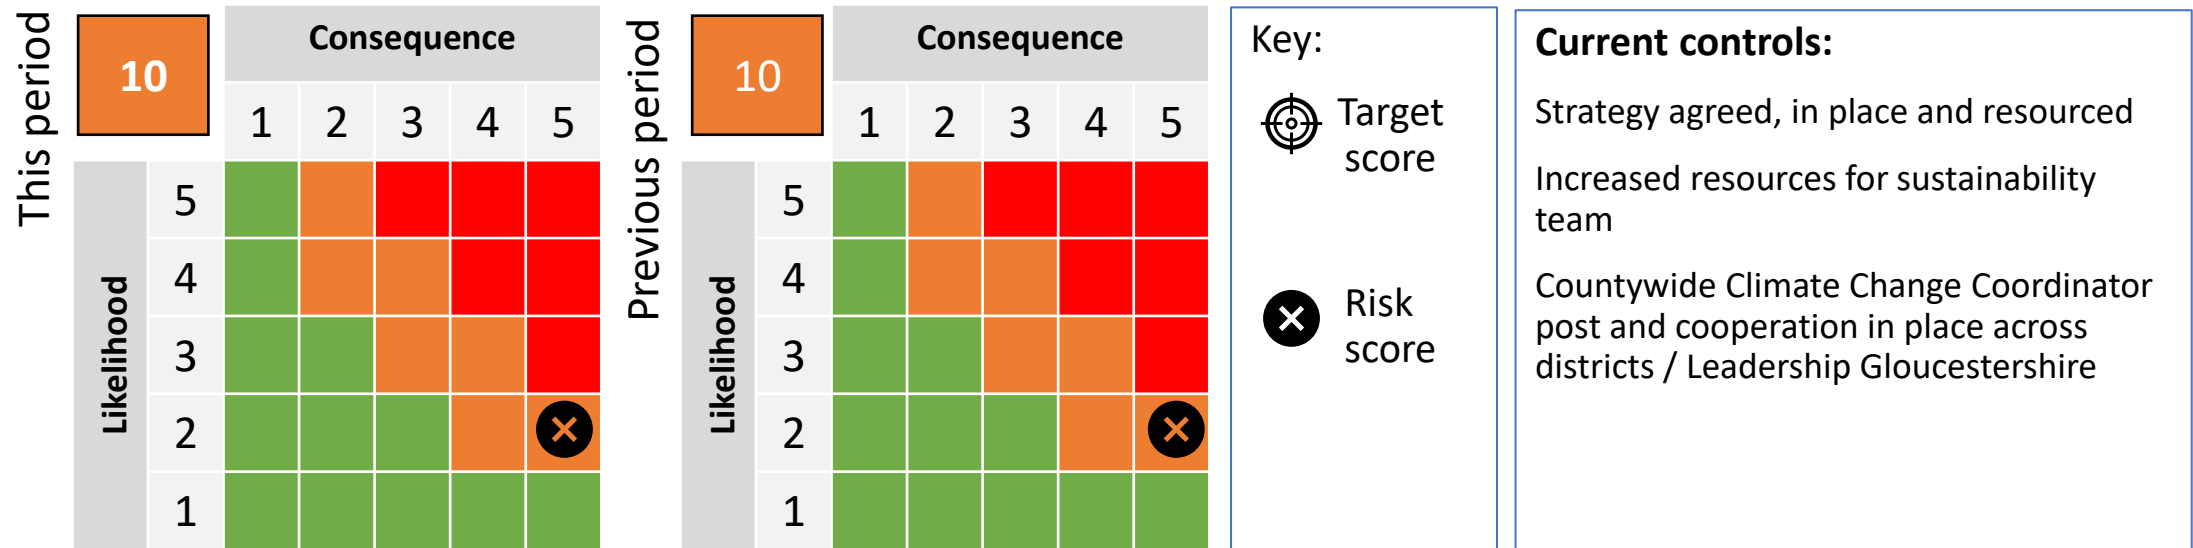 This period
10
Consequence
1 2 3 4 5
Likelihood
5
4
3
2
1
Previous period
10
Consequence
1 2 3 4 5
Likelihood
5
4
3
2
1
Key:
Target
score
Risk
score
Current controls:
Strategy agreed, in place and resourced
Increased resources for sustainability
team
Countywide Climate Change Coordinator
post and cooperation in place across
districts / Leadership Gloucestershire